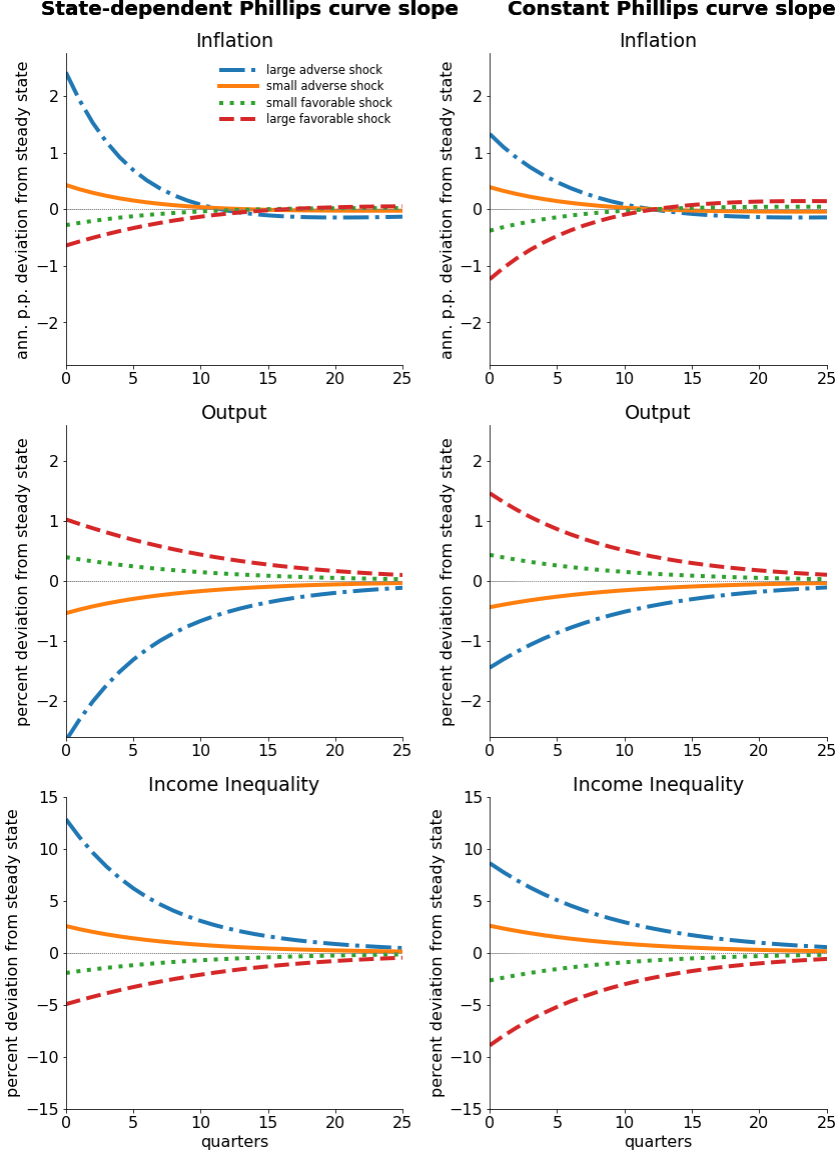 State-dependent Phillips curve slope
Constant Phillips curve slope
Inflation
ann. p.p. deviation from steady state
2
1
0
−1
−2
0 5 10 15 20 25
large adverse shock
small adverse shock
small favorable shock
large favorable shock
Inflation
ann. p.p. deviation from steady state
2
1
0
−1
−2
0 5 10 15 20 25
Output
percent deviation from steady state
2
1
0
−1
−2
0 5 10 15 20 25
Output
percent deviation from steady state
2
1
0
−1
−2
0 5 10 15 20 25
Income Inequality
percent deviation from steady state
15
10
5
0
−5
−10
−15
0 5 10 15 20 25
quarters
Income Inequality
percent deviation from steady state
15
10
5
0
−5
−10
−15
0 5 10 15 20 25
quarters